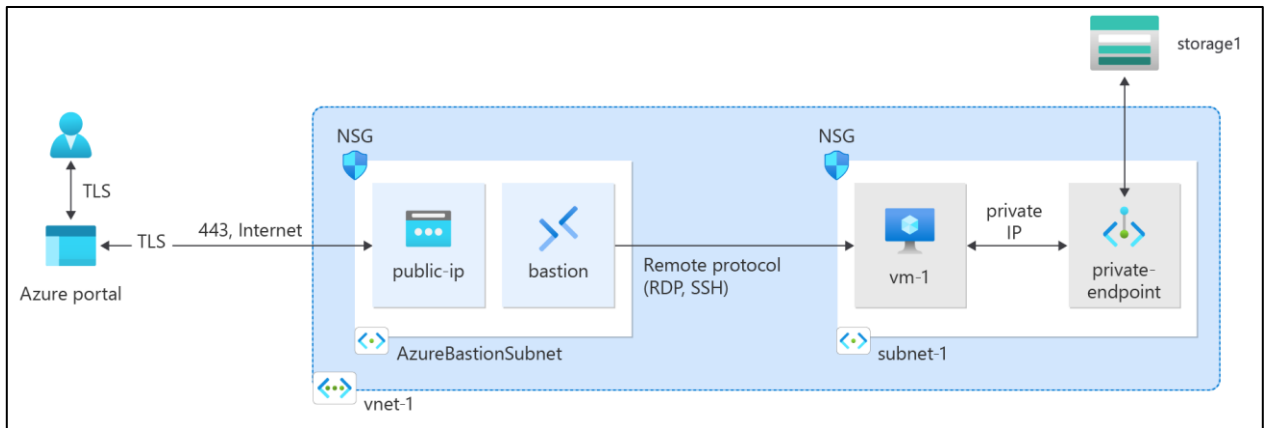 storage1
NSG
NSG
TLS
TLS
443, Internet
public-ip
bastion
Remote protocol
(RDP, SSH)
vm-1
private
IP
private-
endpoint
Azure portal
AzureBastionSubnet
subnet-1
vnet-1